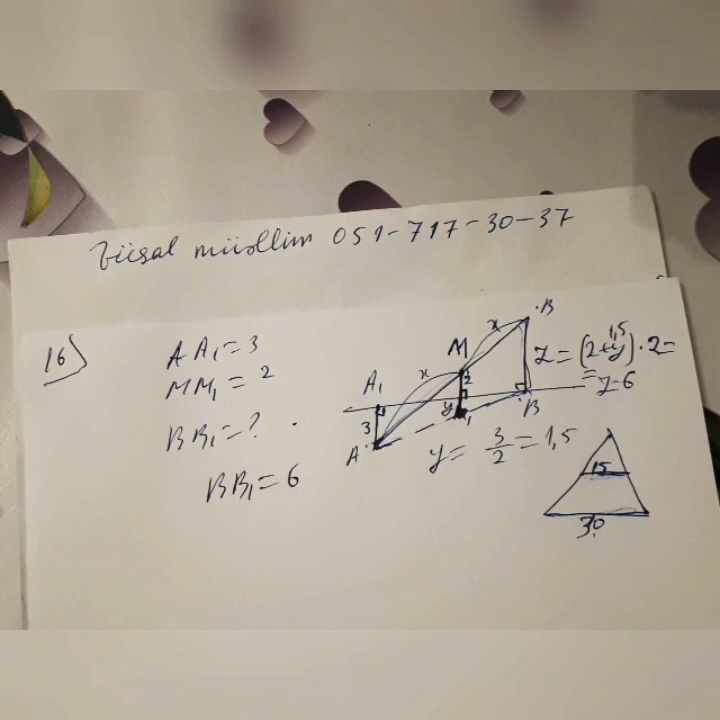 Vüsal müəllim 051-717-30-37
16)
AA₁=3
MM₁=2
BB₁=?
BB₁=6
B
x
M
x
A₁
2
3
y
A
B
1,5
Z=(2+y)·2=
=Z=6
y=3/2=1,5
15
30